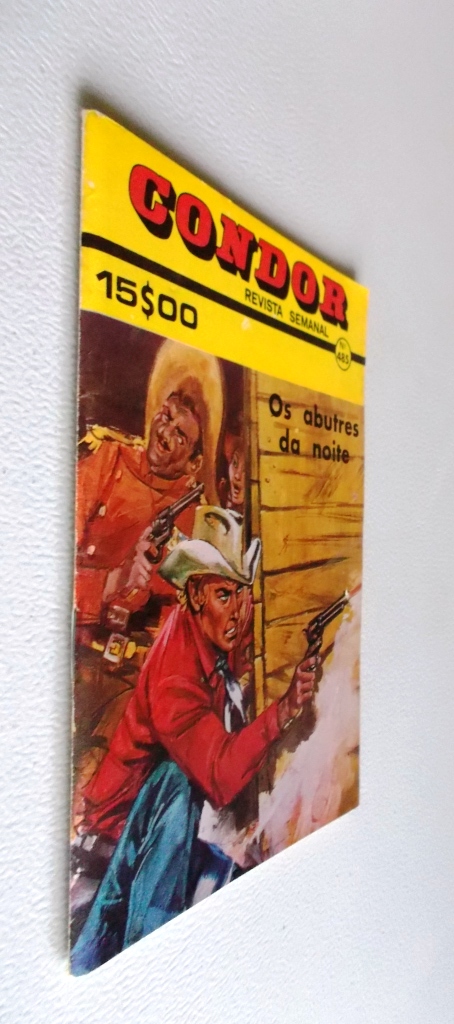 CONDOR
REVISTA SEMANAL
Nº 485
15$00
Os abutres
da noite